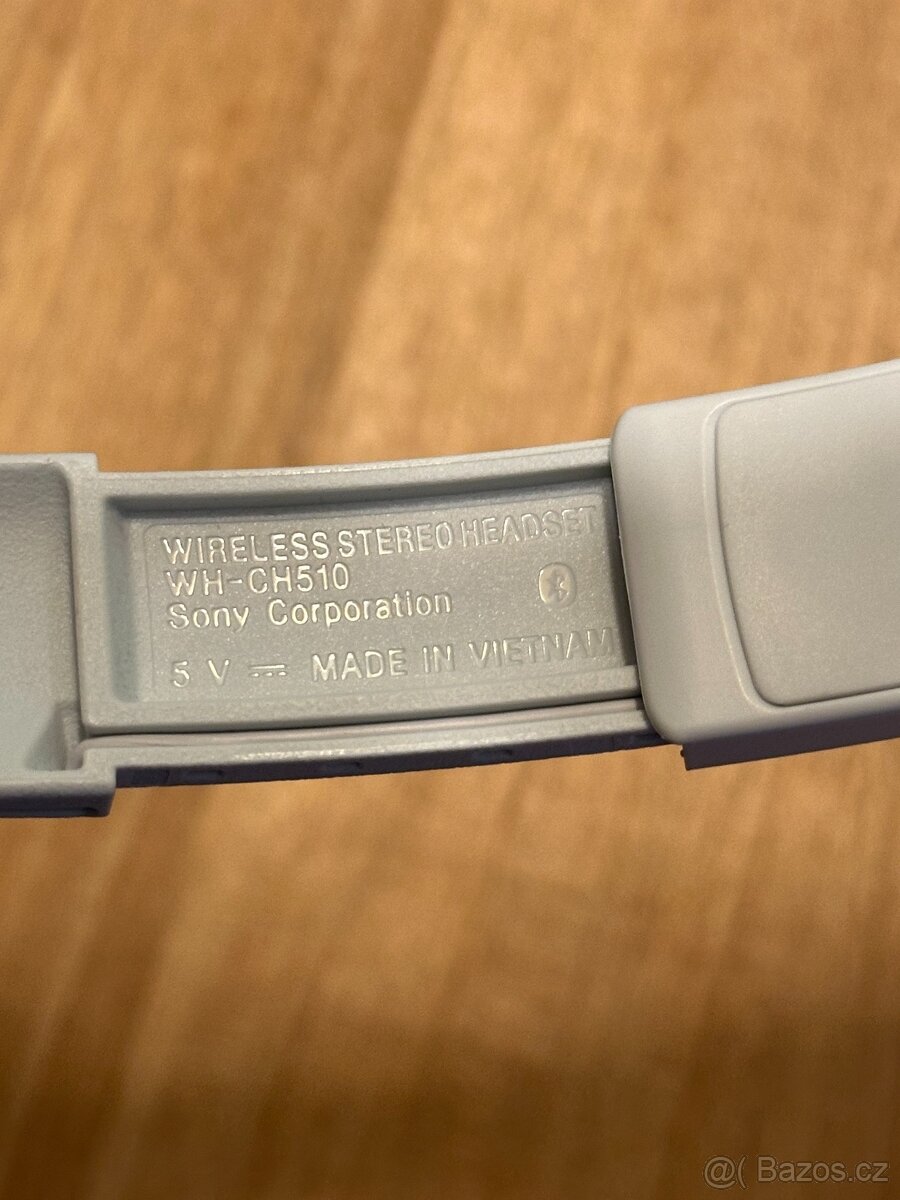 WIRELESS STEREO HEADSET
WH-CH510
Sony Corporation
5 V ⎓ MADE IN VIETNAM
@( Bazos.cz